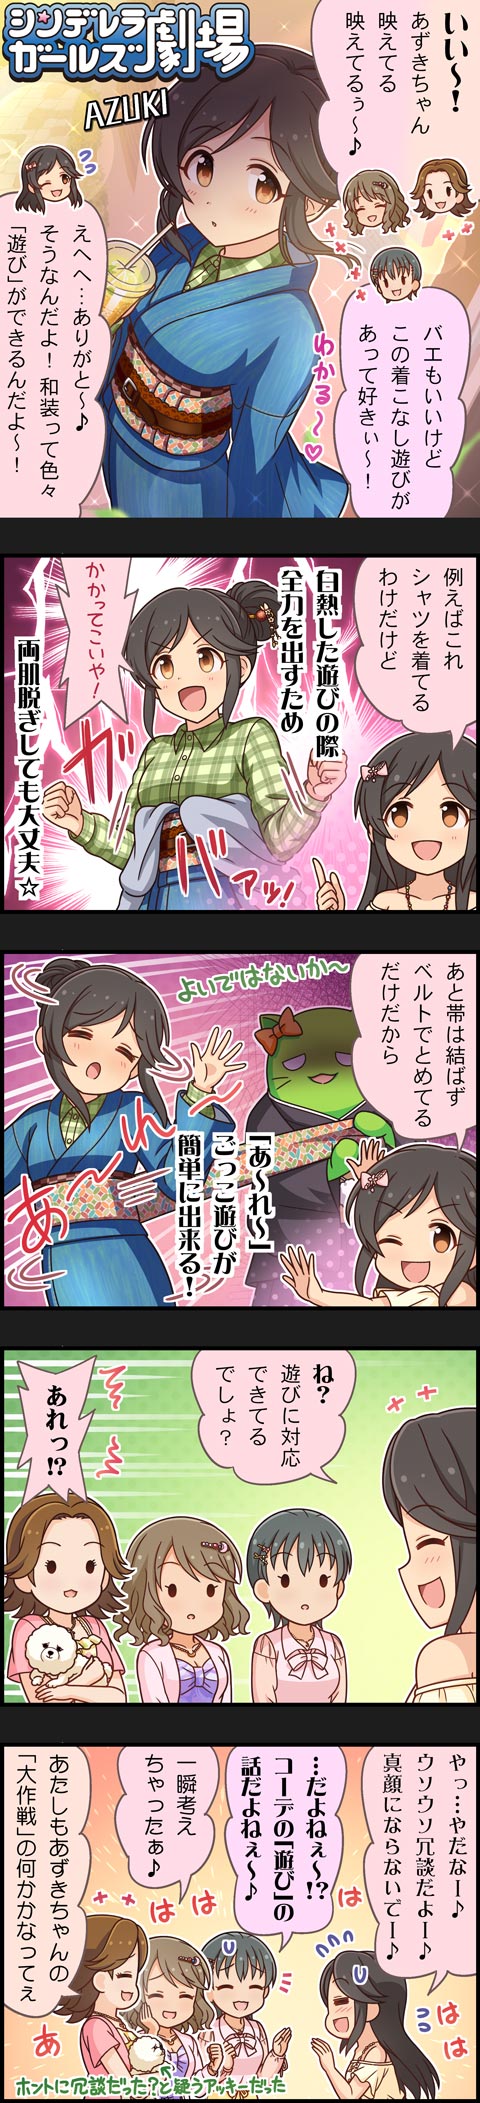 シンデレラ
ガールズ劇場
AZUKI
いい～！
あずきちゃん
映えてる
映えてるぅ～♪
バエもいいけど
この着こなし遊びが
あって好きぃ～！
わかる～♡
えへへ…ありがと～♪
そうなんだよ！和装って色々
「遊び」ができるんだよ～！
例えばこれ
シャツを着てる
わけだけど
白熱した遊びの際
全力を出すため
かかってこいや！
両肌脱ぎしても大丈夫☆
ガバァッ！
あと帯は結ばず
ベルトでとめてる
だけだから
よいではないか～
「あ～れ～」
ごっこ遊びが
簡単に出来る！
あ～れ～
ね？
遊びに対応
できてる
でしょ？
あれっ!?
やっ…やだなー♪
ウソウソ冗談だよー♪
真顔にならないでー♪
…だよねぇ～!?
コーデの「遊び」の
話だよねぇ～♪
一瞬考え
ちゃったぁ♪
あたしもあずきちゃんの
「大作戦」の何かかなってぇ
あははは
ははは
ホントに冗談だった？と疑うアッキーだった